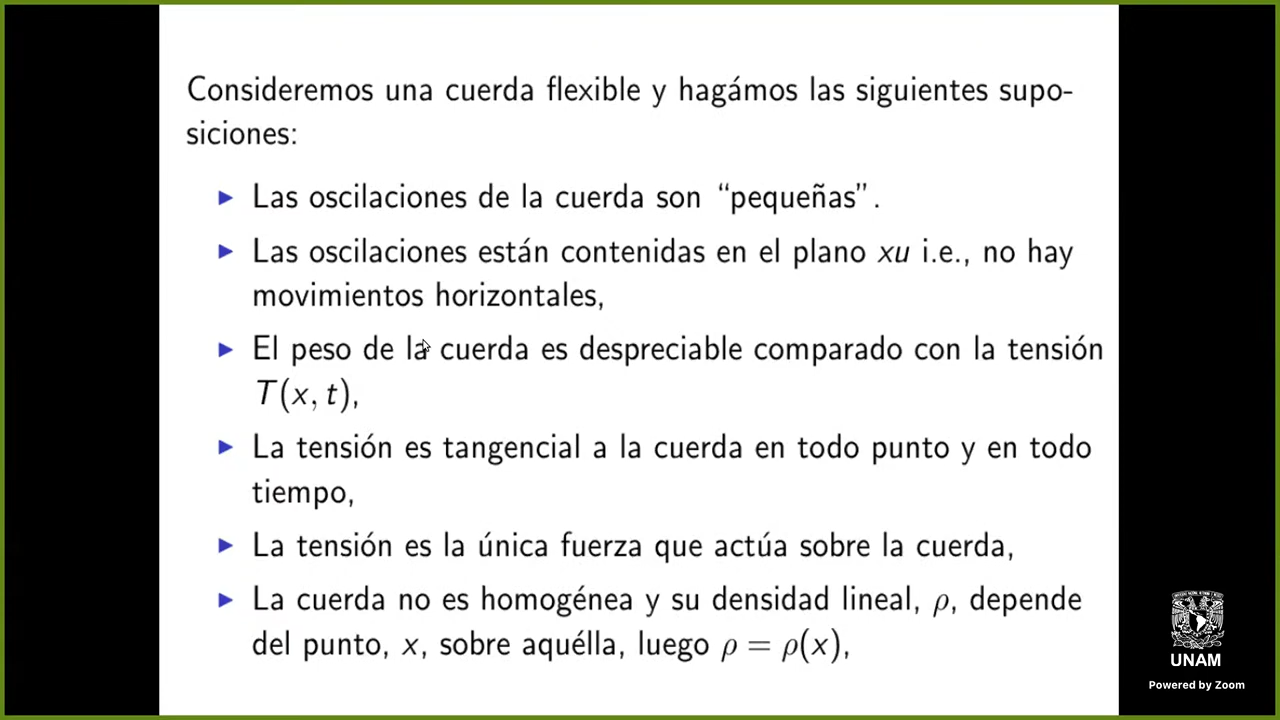 Consideremos una cuerda flexible y hagámos las siguientes supo-
siciones:
▶ Las oscilaciones de la cuerda son “pequeñas”.
▶ Las oscilaciones están contenidas en el plano xu i.e., no hay
movimientos horizontales,
▶ El peso de la cuerda es despreciable comparado con la tensión
T(x, t),
▶ La tensión es tangencial a la cuerda en todo punto y en todo
tiempo,
▶ La tensión es la única fuerza que actúa sobre la cuerda,
▶ La cuerda no es homogénea y su densidad lineal, ρ, depende
del punto, x, sobre aquélla, luego ρ = ρ(x),
UNAM
Powered by Zoom